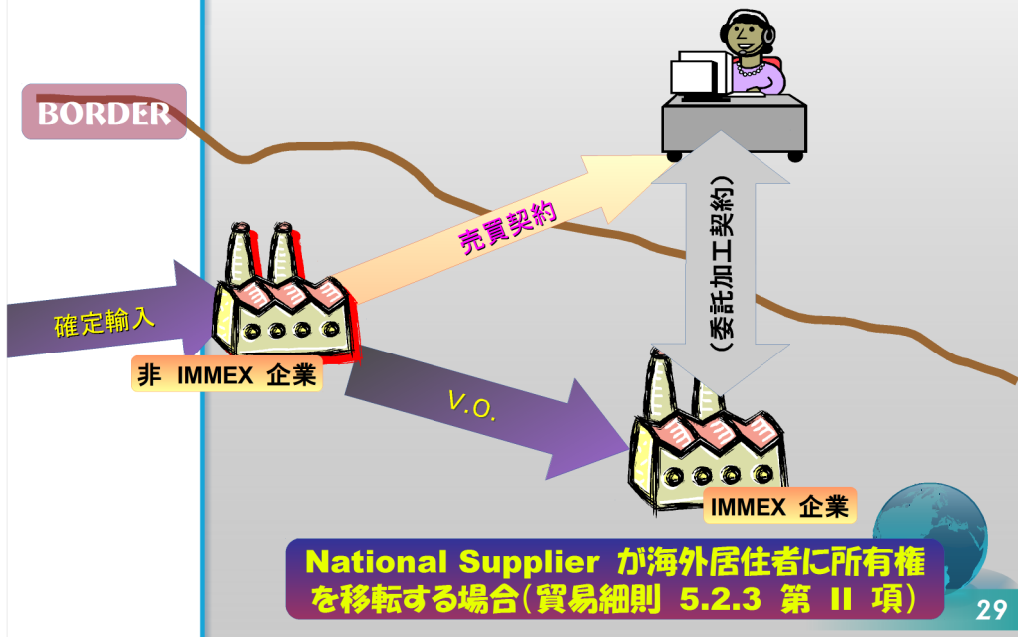 BORDER
売買契約
(委託加工契約)
確定輸入
非 IMMEX 企業
V.O.
IMMEX 企業
National Supplier が海外居住者に所有権
を移転する場合(貿易細則 5.2.3 第 II 項)
29